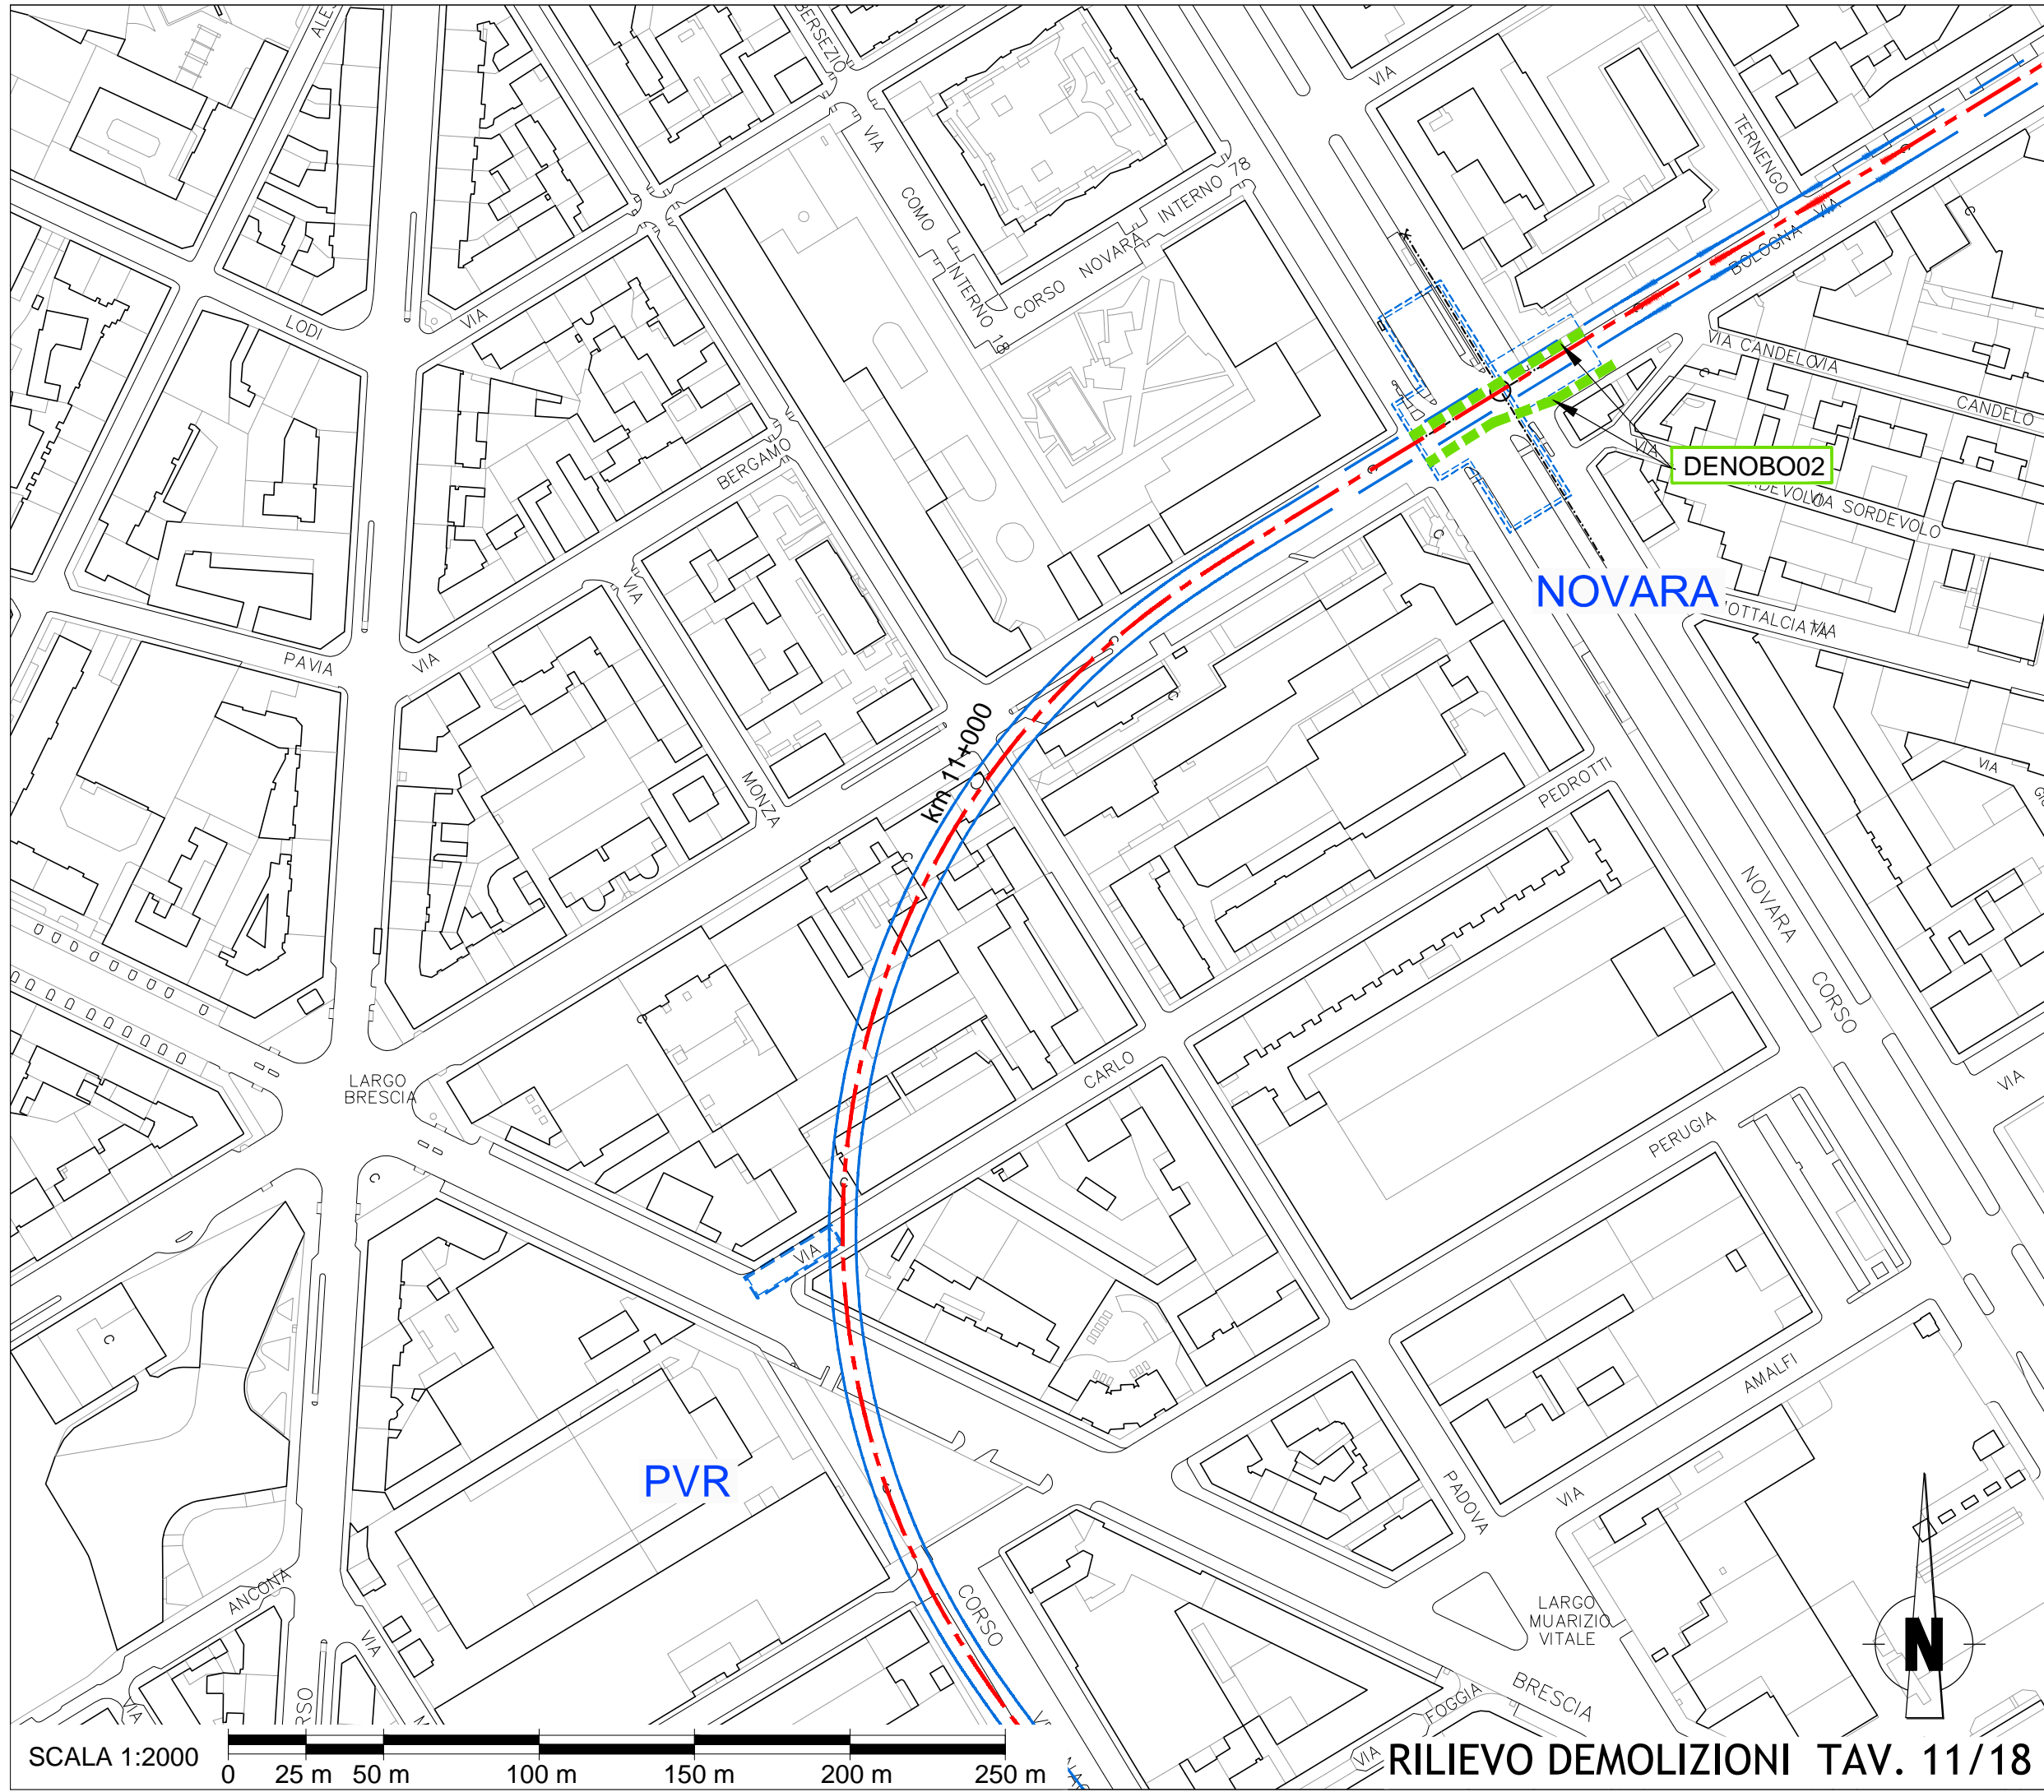 BERSEZIO
VIA
VIA
TERNENGO
COMO
INTERNO 18
CORSO NOVARA INTERNO 78
VIA
BOLOGNA
LODI
VIA
VIA CANDELO
VIA
CANDELO
BERGAMO
VIA
DENOBO02
VIA SORDEVOLO
VIA
NOVARA
VIA
PAVIA
VIA
km 11+000
MONZA
PEDROTTI
VIA
NOVARA
CORSO
LARGO
BRESCIA
CARLO
VIA
PERUGIA
VIA
AMALFI
PVR
PADOVA
VIA
ANCONA
VIA
CORSO
LARGO
MUARIZIO
VITALE
N
VIA
FOGGIA
BRESCIA
VIA
SCALA 1:2000
0 25 m 50 m 100 m 150 m 200 m 250 m
RILIEVO DEMOLIZIONI TAV. 11/18